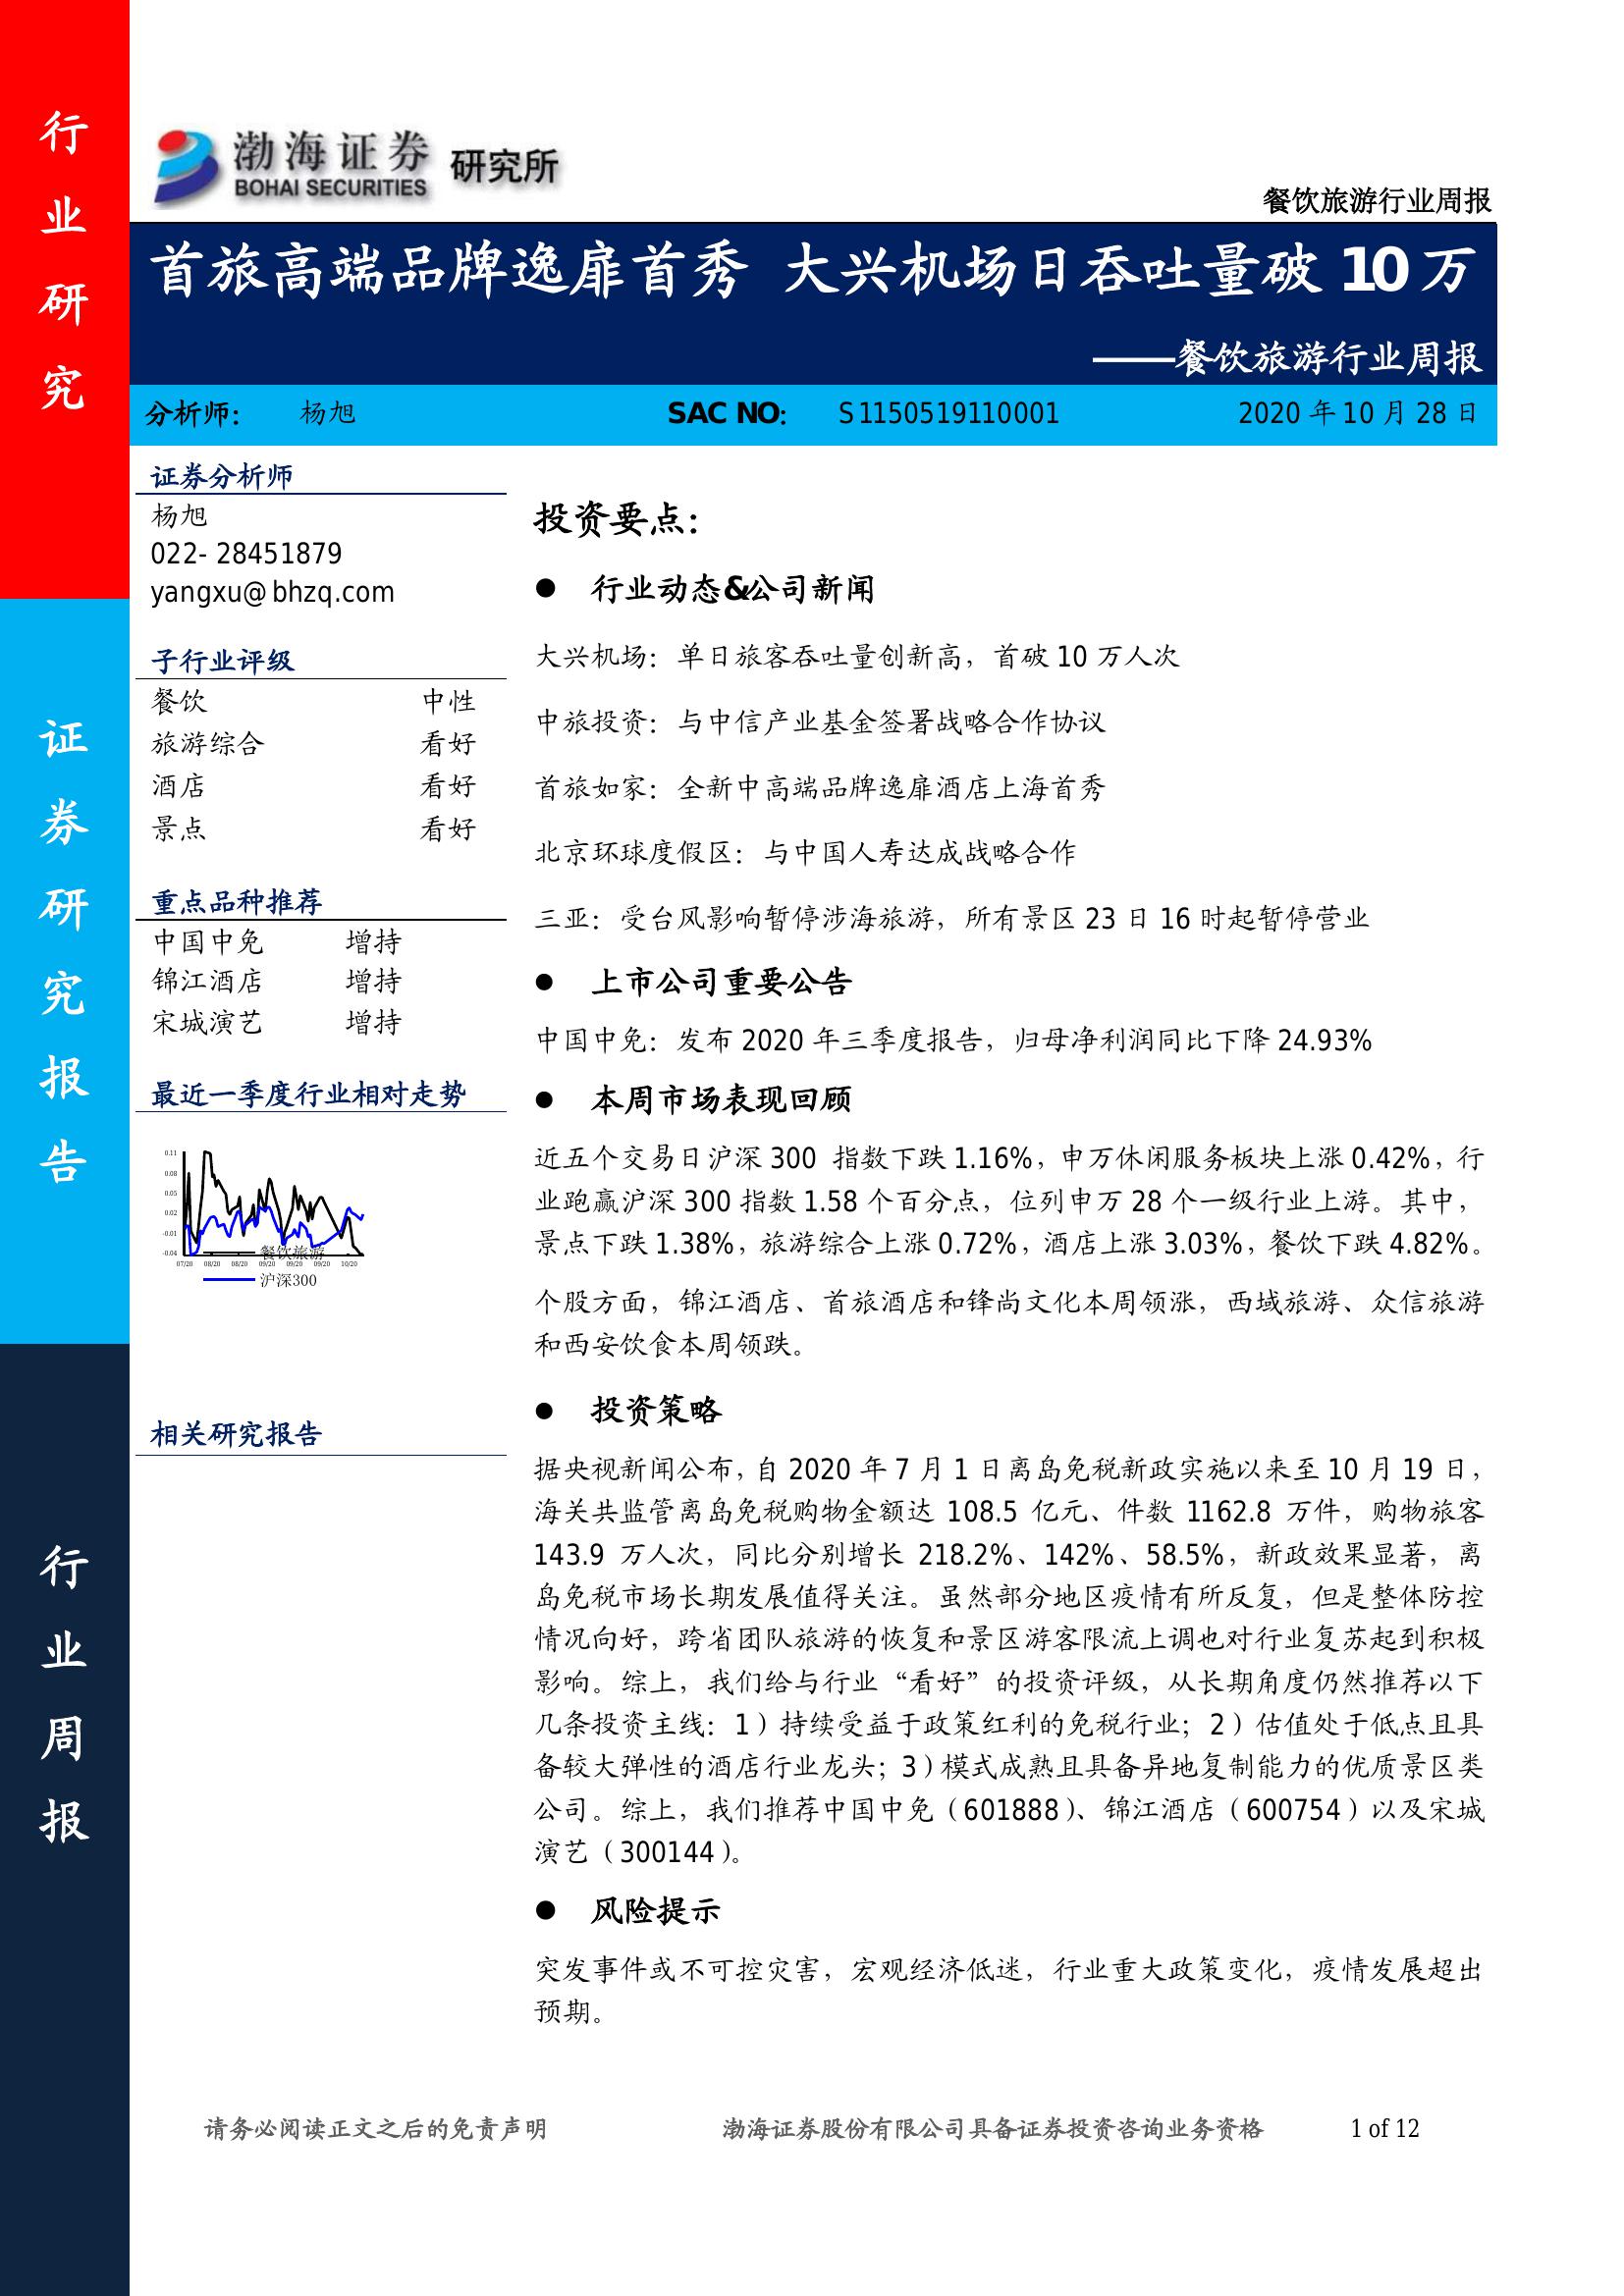 行业研究
证券研究报告
行业周报
渤海证券 研究所
BOHAI SECURITIES
餐饮旅游行业周报
首旅高端品牌逸扉首秀 大兴机场日吞吐量破 10 万
——餐饮旅游行业周报
分析师： 杨旭 SAC NO： S1150519110001 2020 年 10 月 28 日
证券分析师
杨旭
022- 28451879
yangxu@bhzq.com
子行业评级
餐饮 中性
旅游综合 看好
酒店 看好
景点 看好
重点品种推荐
中国中免 增持
锦江酒店 增持
宋城演艺 增持
最近一季度行业相对走势
0.11
0.08
0.05
0.02
-0.01
-0.04
07/20 08/20 08/20 09/20 09/20 09/20 10/20
餐饮旅游
沪深300
相关研究报告
投资要点：
● 行业动态&公司新闻
大兴机场：单日旅客吞吐量创新高，首破 10 万人次
中旅投资：与中信产业基金签署战略合作协议
首旅如家：全新中高端品牌逸扉酒店上海首秀
北京环球度假区：与中国人寿达成战略合作
三亚：受台风影响暂停涉海旅游，所有景区 23 日 16 时起暂停营业
● 上市公司重要公告
中国中免：发布 2020 年三季度报告，归母净利润同比下降 24.93%
● 本周市场表现回顾
近五个交易日沪深 300 指数下跌 1.16%，申万休闲服务板块上涨 0.42%，行
业跑赢沪深 300 指数 1.58 个百分点，位列申万 28 个一级行业上游。其中，
景点下跌 1.38%，旅游综合上涨 0.72%，酒店上涨 3.03%，餐饮下跌 4.82%。
个股方面，锦江酒店、首旅酒店和锋尚文化本周领涨，西域旅游、众信旅游
和西安饮食本周领跌。
● 投资策略
据央视新闻公布，自 2020 年 7 月 1 日离岛免税新政实施以来至 10 月 19 日，
海关共监管离岛免税购物金额达 108.5 亿元、件数 1162.8 万件，购物旅客
143.9 万人次，同比分别增长 218.2%、142%、58.5%，新政效果显著，离
岛免税市场长期发展值得关注。虽然部分地区疫情有所反复，但是整体防控
情况向好，跨省团队旅游的恢复和景区游客限流上调也对行业复苏起到积极
影响。综上，我们给与行业“看好”的投资评级，从长期角度仍然推荐以下
几条投资主线：1）持续受益于政策红利的免税行业；2）估值处于低点且具
备较大弹性的酒店行业龙头；3）模式成熟且具备异地复制能力的优质景区类
公司。综上，我们推荐中国中免（601888）、锦江酒店（600754）以及宋城
演艺（300144）。
● 风险提示
突发事件或不可控灾害，宏观经济低迷，行业重大政策变化，疫情发展超出
预期。
请务必阅读正文之后的免责声明 渤海证券股份有限公司具备证券投资咨询业务资格 1 of 12